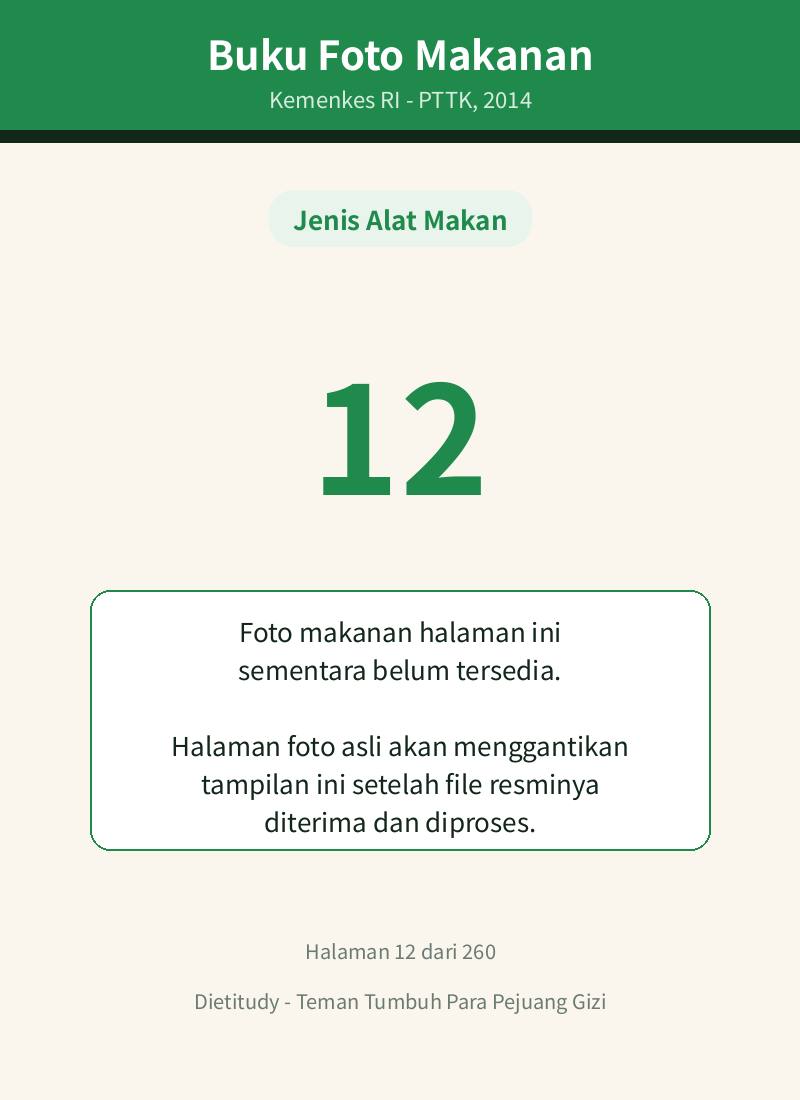 Buku Foto Makanan
Kemenkes RI - PTTK, 2014
Jenis Alat Makan
12
Foto makanan halaman ini
sementara belum tersedia.
Halaman foto asli akan menggantikan
tampilan ini setelah file resminya
diterima dan diproses.
Halaman 12 dari 260
Dietitudy - Teman Tumbuh Para Pejuang Gizi